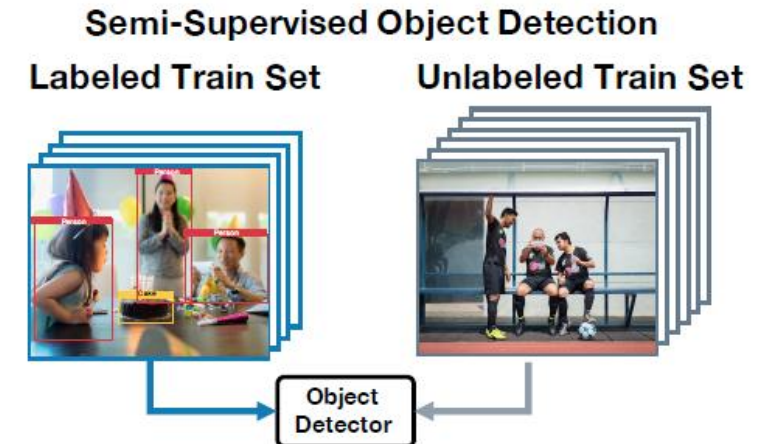 Semi-Supervised Object Detection
Labeled Train Set
Unlabeled Train Set
Person
Person
Person
Cake
Object
Detector